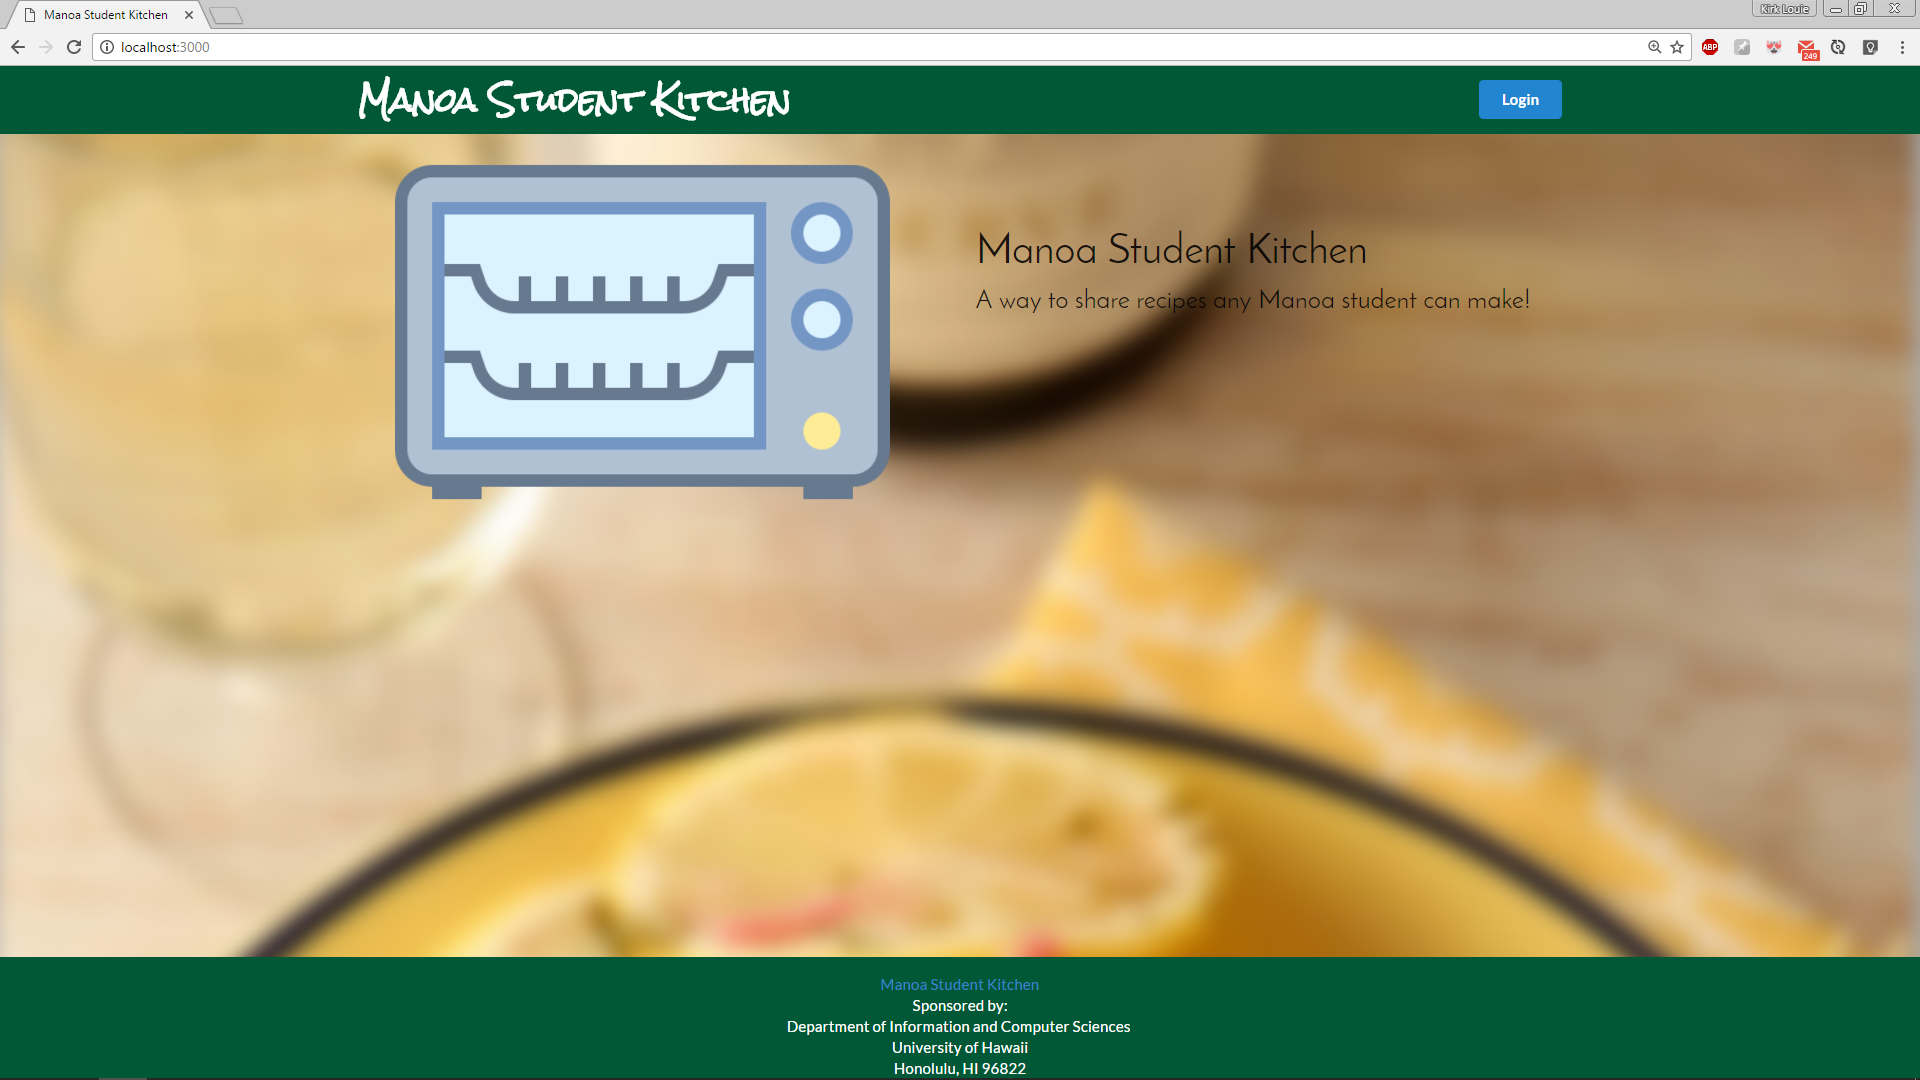 Manoa Student Kitchen
Kirk Louie
localhost:3000
ABP
249
Manoa Student Kitchen
Login
Manoa Student Kitchen
A way to share recipes any Manoa student can make!
Manoa Student Kitchen
Sponsored by:
Department of Information and Computer Sciences
University of Hawaii
Honolulu, HI 96822